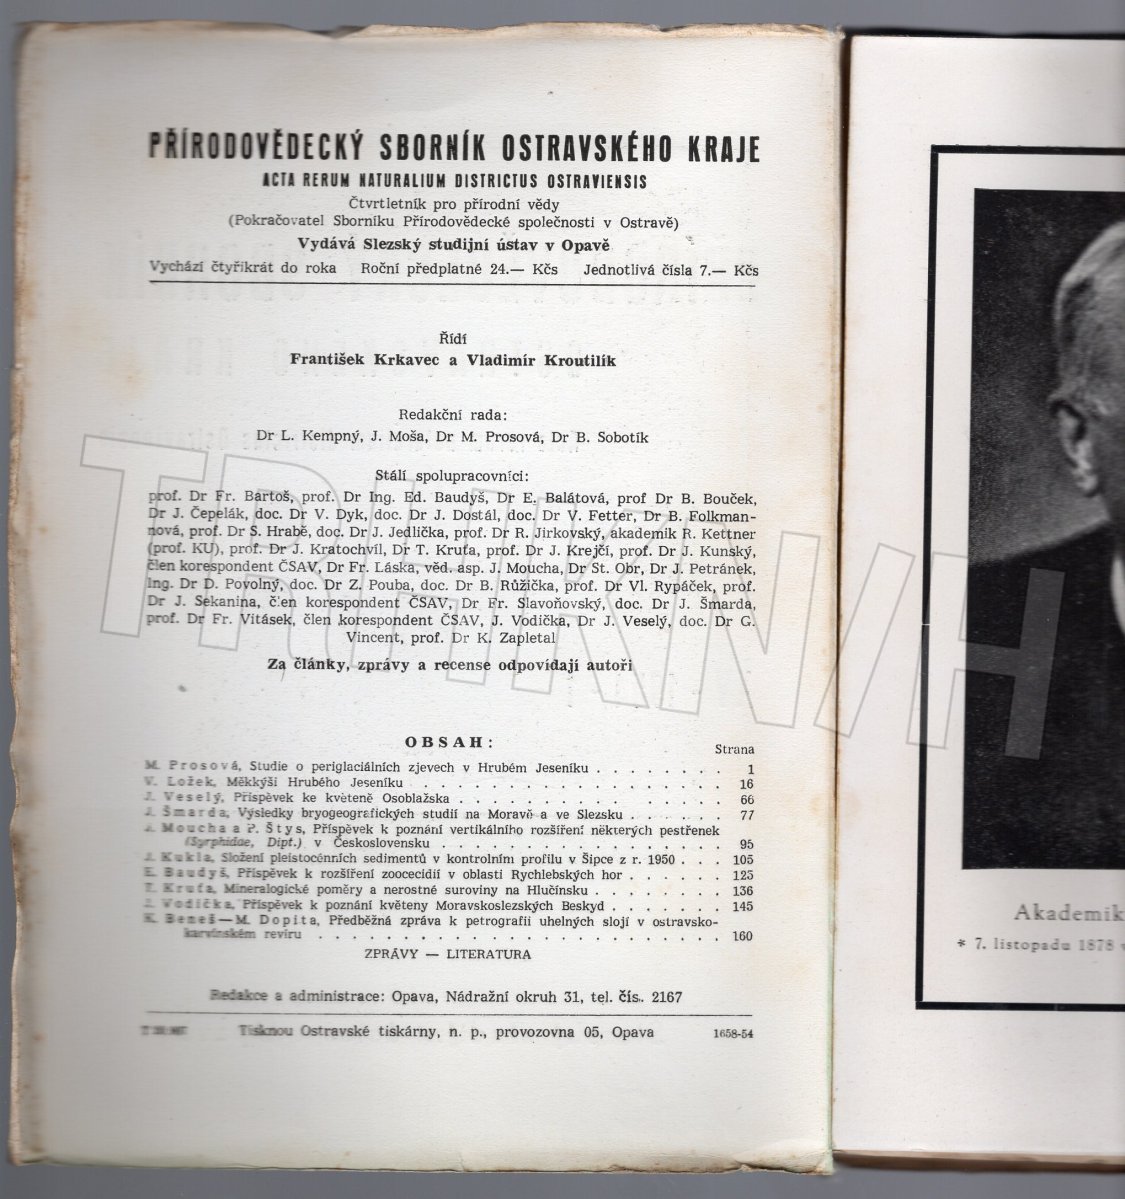 PŘÍRODOVĚDECKÝ SBORNÍK OSTRAVSKÉHO KRAJE
ACTA RERUM NATURALIUM DISTRICTUS OSTRAVIENSIS
Čtvrtletník pro přírodní vědy
(Pokračovatel Sborníku Přírodovědecké společnosti v Ostravě)
Vydává Slezský studijní ústav v Opavě
Vychází čtyřikrát do roka Roční předplatné 24.— Kčs Jednotlivá čísla 7.— Kčs
Řídí
František Krkavec a Vladimír Kroutilík
Redakční rada:
Dr L. Kempný, J. Moša, Dr M. Prosová, Dr B. Sobotík
Stálí spolupracovníci:
prof. Dr Fr. Bartoš, prof. Dr Ing. Ed. Baudyš, Dr E. Balátová, prof Dr B. Bouček,
Dr J. Čepelák, doc. Dr V. Dyk, doc. Dr J. Dostál, doc. Dr V. Fetter, Dr B. Folkman-
nová, prof. Dr S. Hrabě, doc. Dr J. Jedlička, prof. Dr R. Jirkovský, akademik R. Kettner
(prof. KU), prof. Dr J. Kratochvíl, Dr T. Kruťa, prof. Dr J. Krejčí, prof. Dr J. Kunský,
člen korespondent ČSAV, Dr Fr. Láska, věd. asp. J. Moucha, Dr St. Obr, Dr J. Petránek,
Ing. Dr D. Povolný, doc. Dr Z. Pouba, doc. Dr B. Růžička, prof. Dr Vl. Rypáček, prof.
Dr J. Sekanina, člen korespondent ČSAV, Dr Fr. Slavoňovský, doc. Dr J. Šmarda,
prof. Dr Fr. Vitásek, člen korespondent ČSAV, J. Vodička, Dr J. Veselý, doc. Dr G.
Vincent, prof. Dr K. Zapletal
Za články, zprávy a recense odpovídají autoři
OBSAH:
Strana
M. Prosová, Studie o periglaciálních zjevech v Hrubém Jeseníku . . . . . . . . 1
V. Ložek, Měkkýši Hrubého Jeseníku . . . . . . . . . . . . . . . . . . . 16
J. Veselý, Příspěvek ke květeně Osoblažska . . . . . . . . . . . . . . . . 66
J. Šmarda, Výsledky bryogeografických studií na Moravě a ve Slezsku . . . . . . 77
J. Moucha a P. Štys, Příspěvek k poznání vertikálního rozšíření některých pestřenek
(Syrphidae, Dipt.) v Československu . . . . . . . . . . . . . . . . . 95
J. Kukla, Složení pleistocénních sedimentů v kontrolním profilu v Šipce z r. 1950 . . . 105
E. Baudyš, Příspěvek k rozšíření zoocecidií v oblasti Rychlebských hor . . . . . . 125
T. Kruťa, Mineralogické poměry a nerostné suroviny na Hlučínsku . . . . . . . . 136
J. Vodička, Příspěvek k poznání květeny Moravskoslezských Beskyd . . . . . . . 145
K. Beneš—M. Dopita, Předběžná zpráva k petrografii uhelných slojí v ostravsko-
karvinském revíru . . . . . . . . . . . . . . . . . . . . . . . . . 160
ZPRÁVY — LITERATURA
Redakce a administrace: Opava, Nádražní okruh 31, tel. čís. 2167
Tisknou Ostravské tiskárny, n. p., provozovna 05, Opava 1658-54
Akademik
* 7. listopadu 1878 v
TRHKNIH